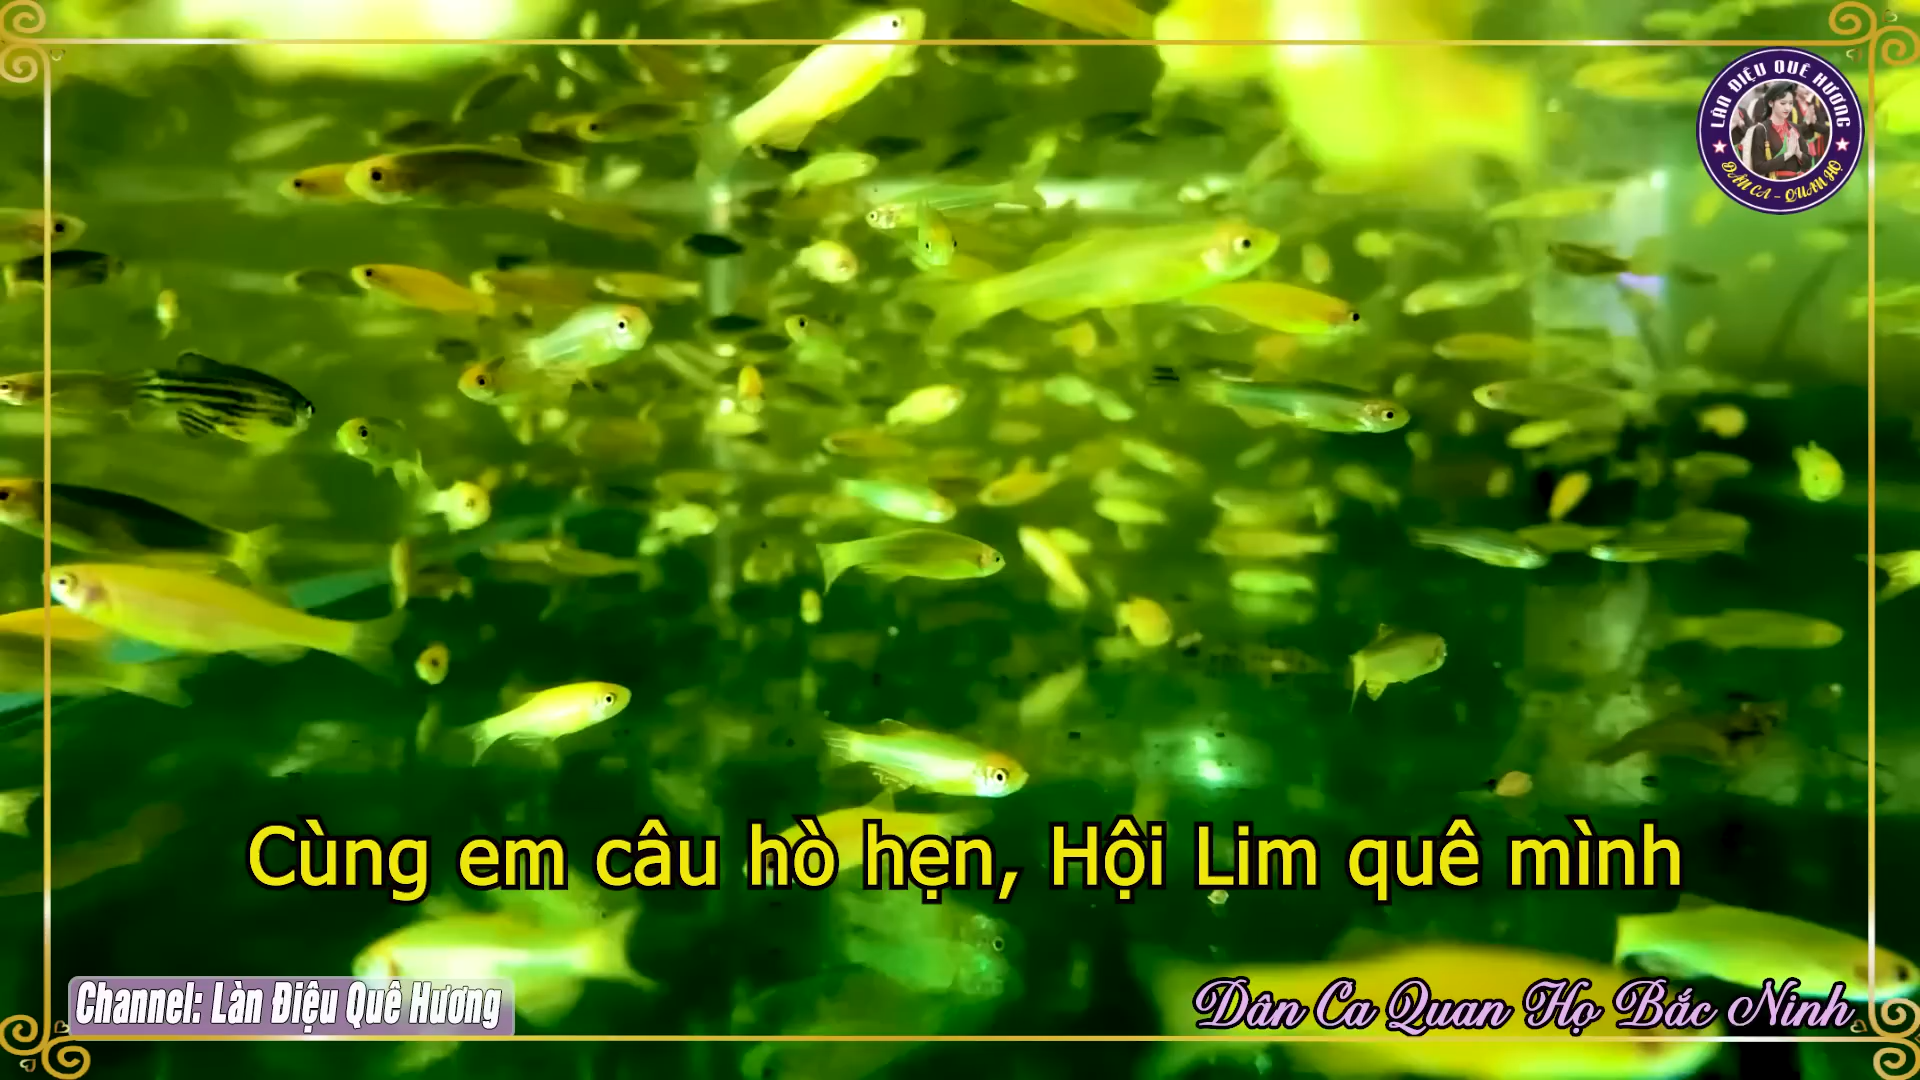 LÀN ĐIỆU QUÊ HƯƠNG
DÂN CA - QUAN HỌ
Cùng em câu hò hẹn, Hội Lim quê mình
Channel: Làn Điệu Quê Hương
Dân Ca Quan Họ Bắc Ninh